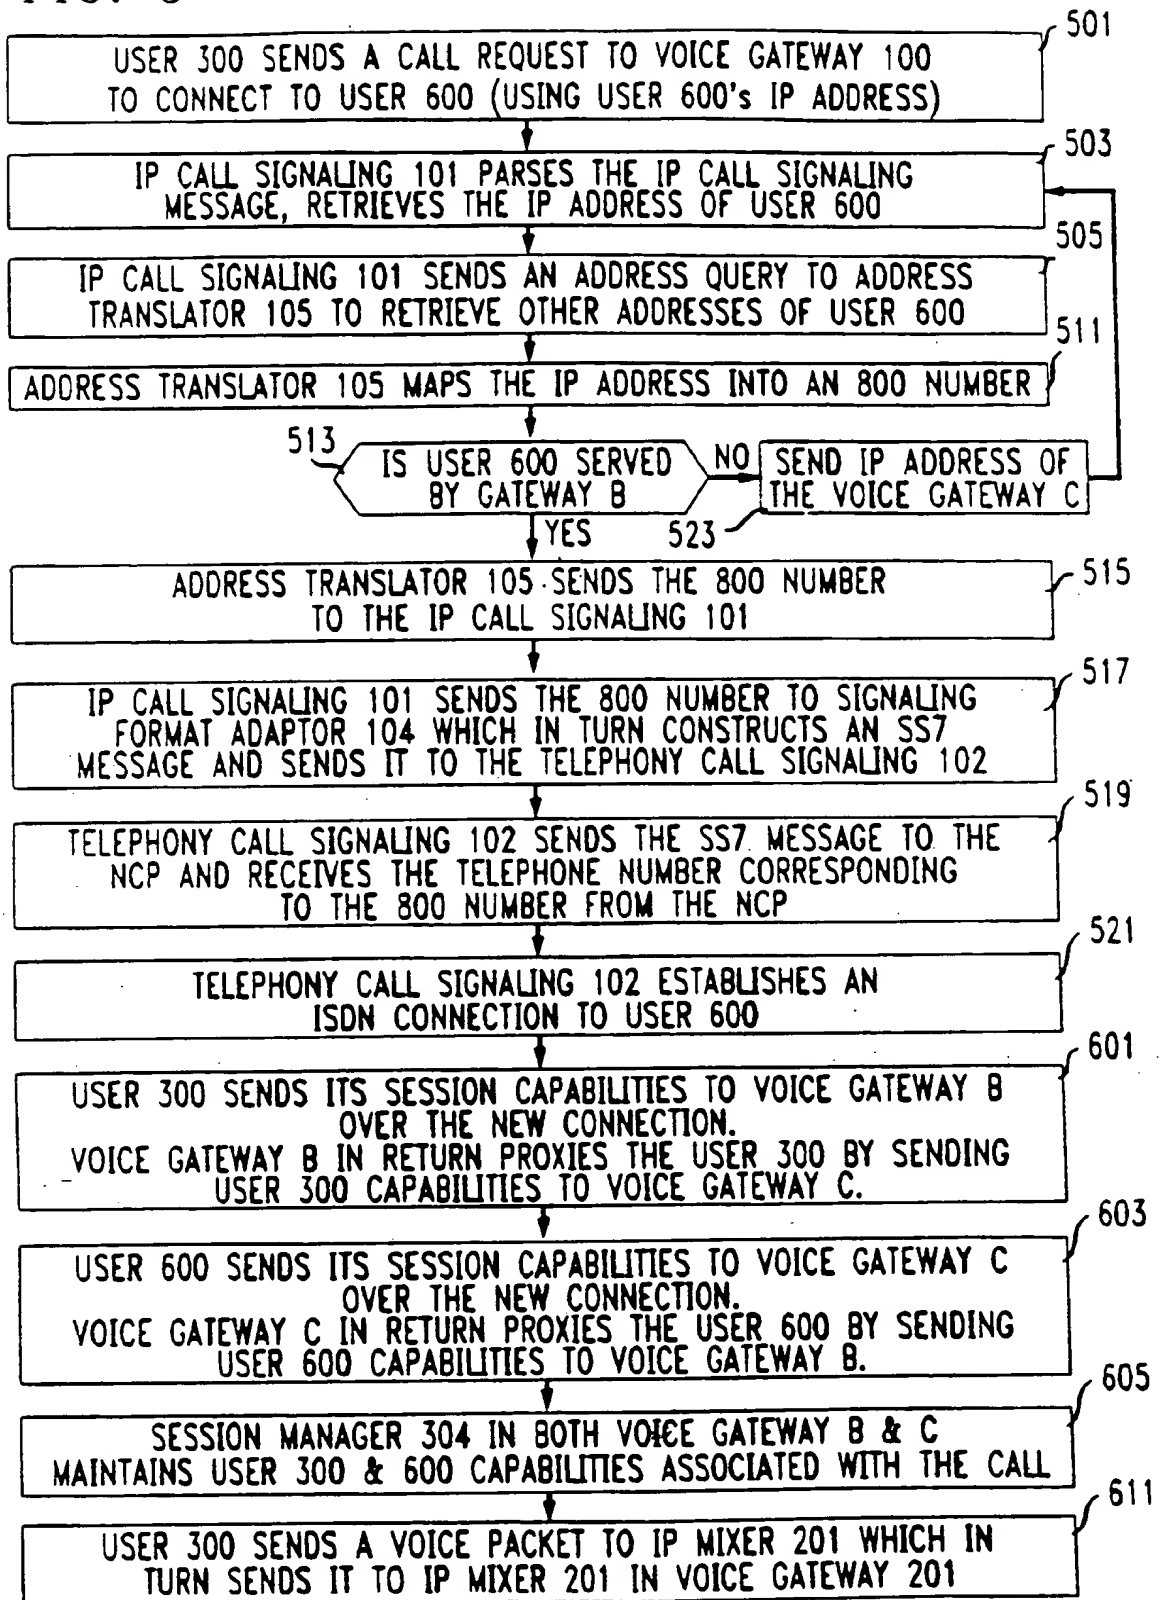 501
USER 300 SENDS A CALL REQUEST TO VOICE GATEWAY 100
TO CONNECT TO USER 600 (USING USER 600's IP ADDRESS)
503
IP CALL SIGNALING 101 PARSES THE IP CALL SIGNALING
MESSAGE, RETRIEVES THE IP ADDRESS OF USER 600
505
IP CALL SIGNALING 101 SENDS AN ADDRESS QUERY TO ADDRESS
TRANSLATOR 105 TO RETRIEVE OTHER ADDRESSES OF USER 600
511
ADDRESS TRANSLATOR 105 MAPS THE IP ADDRESS INTO AN 800 NUMBER
513
IS USER 600 SERVED
BY GATEWAY B
NO
SEND IP ADDRESS OF
THE VOICE GATEWAY C
YES
523
515
ADDRESS TRANSLATOR 105 SENDS THE 800 NUMBER
TO THE IP CALL SIGNALING 101
517
IP CALL SIGNALING 101 SENDS THE 800 NUMBER TO SIGNALING
FORMAT ADAPTOR 104 WHICH IN TURN CONSTRUCTS AN SS7
MESSAGE AND SENDS IT TO THE TELEPHONY CALL SIGNALING 102
519
TELEPHONY CALL SIGNALING 102 SENDS THE SS7 MESSAGE TO THE
NCP AND RECEIVES THE TELEPHONE NUMBER CORRESPONDING
TO THE 800 NUMBER FROM THE NCP
521
TELEPHONY CALL SIGNALING 102 ESTABLISHES AN
ISDN CONNECTION TO USER 600
601
USER 300 SENDS ITS SESSION CAPABILITIES TO VOICE GATEWAY B
OVER THE NEW CONNECTION.
VOICE GATEWAY B IN RETURN PROXIES THE USER 300 BY SENDING
USER 300 CAPABILITIES TO VOICE GATEWAY C.
603
USER 600 SENDS ITS SESSION CAPABILITIES TO VOICE GATEWAY C
OVER THE NEW CONNECTION.
VOICE GATEWAY C IN RETURN PROXIES THE USER 600 BY SENDING
USER 600 CAPABILITIES TO VOICE GATEWAY B.
605
SESSION MANAGER 304 IN BOTH VOICE GATEWAY B & C
MAINTAINS USER 300 & 600 CAPABILITIES ASSOCIATED WITH THE CALL
611
USER 300 SENDS A VOICE PACKET TO IP MIXER 201 WHICH IN
TURN SENDS IT TO IP MIXER 201 IN VOICE GATEWAY 201